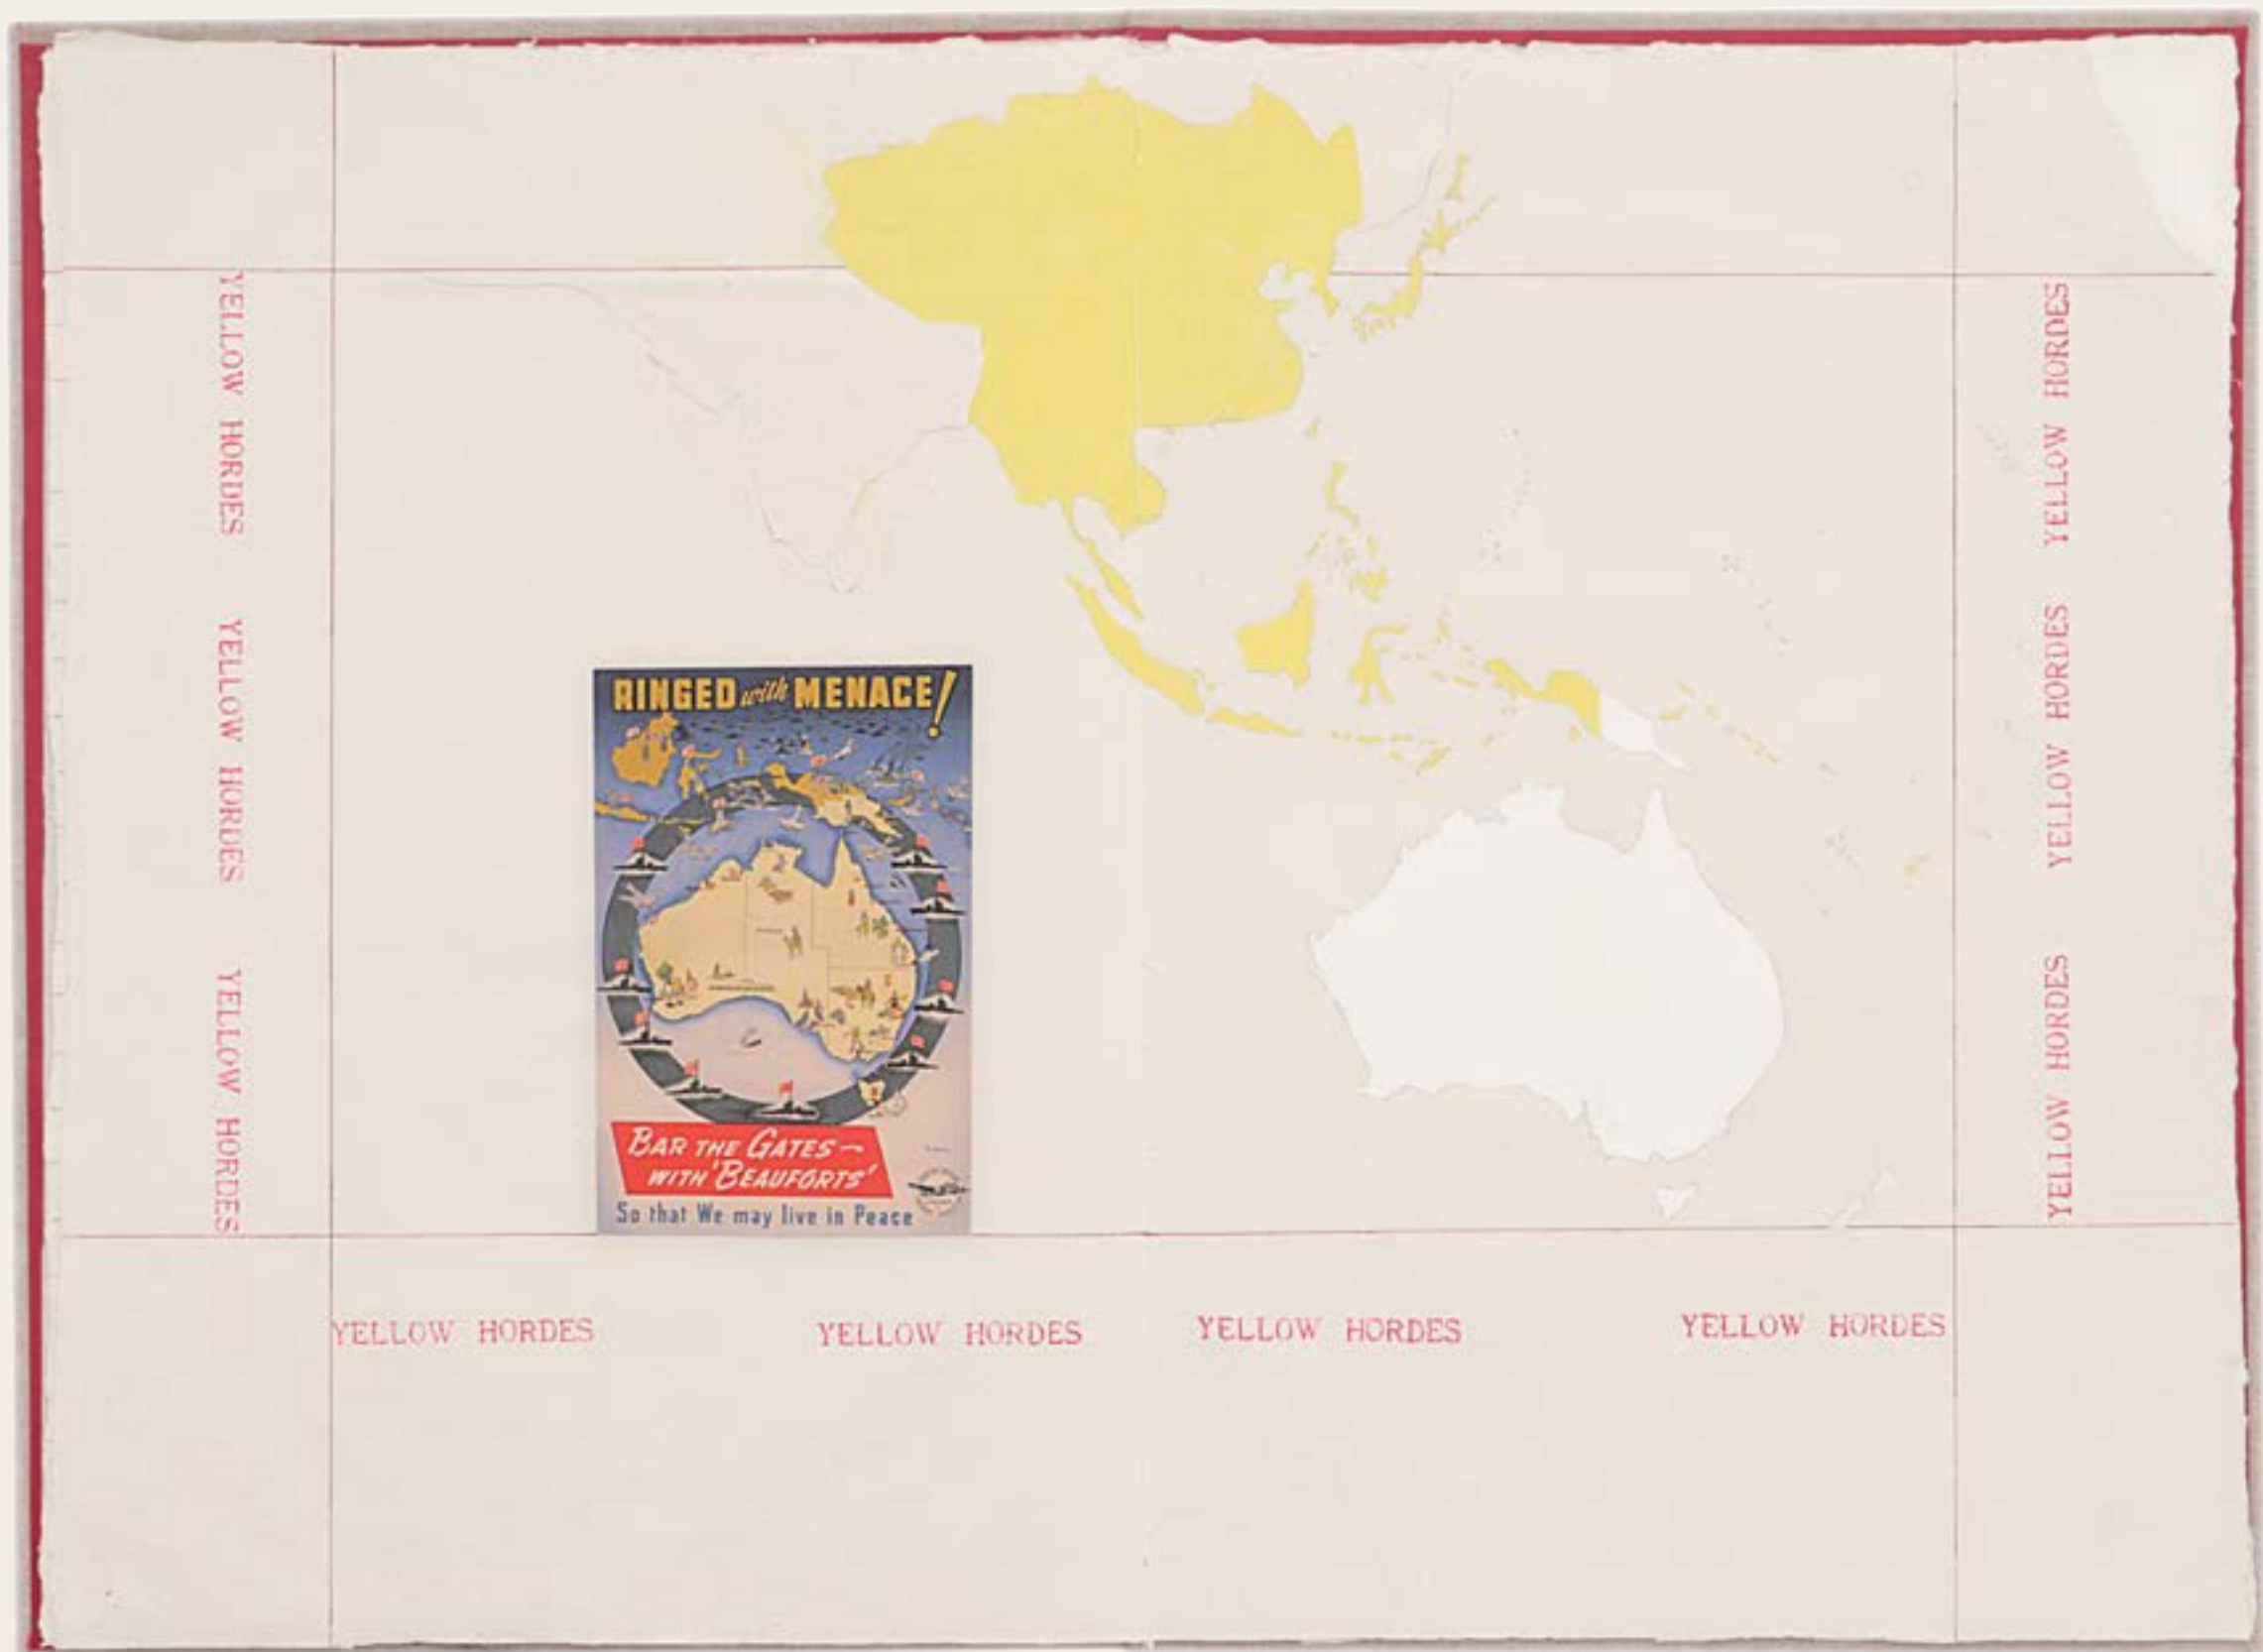 YELLOW HORDES
YELLOW HORDES
YELLOW HORDES
RINGED with MENACE!
BAR THE GATES—
WITH 'BEAUFORTS'
So that We may live in Peace
YELLOW HORDES
YELLOW HORDES
YELLOW HORDES
YELLOW HORDES YELLOW HORDES YELLOW HORDES YELLOW HORDES